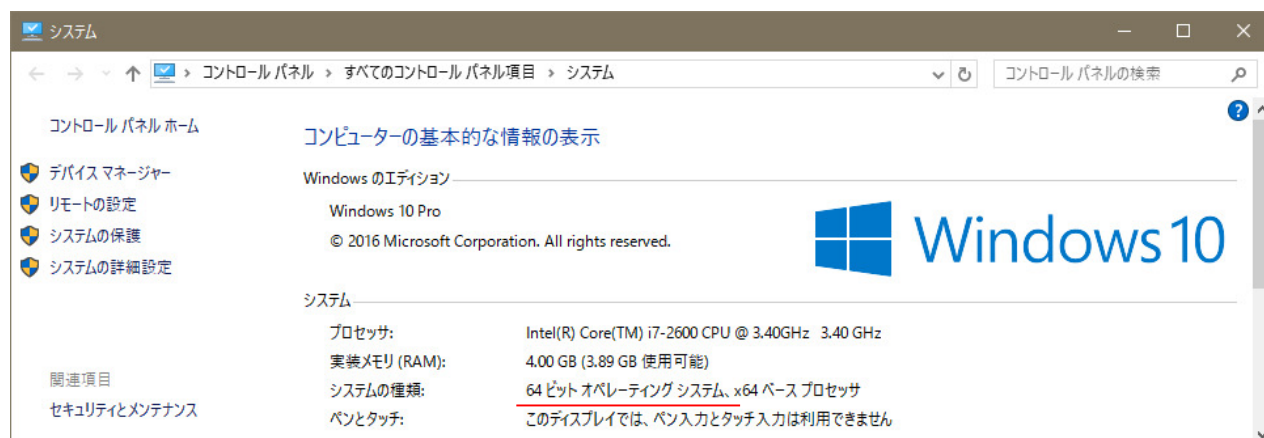 システム
コントロール パネル › すべてのコントロール パネル項目 › システム
コントロール パネルの検索
コントロール パネル ホーム
デバイス マネージャー
リモートの設定
システムの保護
システムの詳細設定
関連項目
セキュリティとメンテナンス
コンピューターの基本的な情報の表示
Windows のエディション
Windows 10 Pro
© 2016 Microsoft Corporation. All rights reserved.
Windows 10
システム
プロセッサ: Intel(R) Core(TM) i7-2600 CPU @ 3.40GHz 3.40 GHz
実装メモリ (RAM): 4.00 GB (3.89 GB 使用可能)
システムの種類: 64 ビット オペレーティング システム、x64 ベース プロセッサ
ペンとタッチ: このディスプレイでは、ペン入力とタッチ入力は利用できません